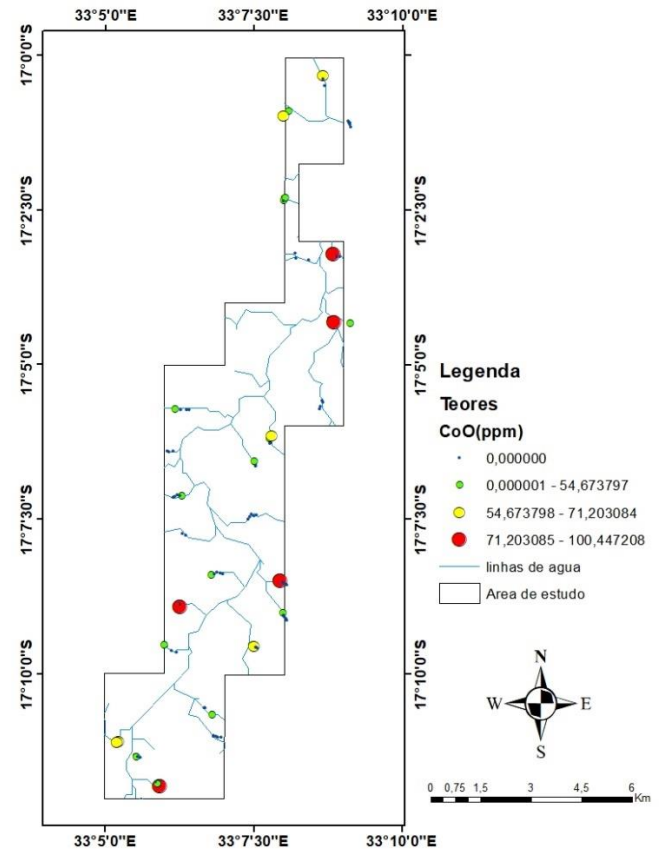 33°5'0"E 33°7'30"E 33°10'0"E
17°0'0"S 17°0'0"S
17°2'30"S 17°2'30"S
17°5'0"S 17°5'0"S
17°7'30"S 17°7'30"S
17°10'0"S 17°10'0"S
33°5'0"E 33°7'30"E 33°10'0"E
Legenda
Teores
CoO(ppm)
0,000000
0,000001 - 54,673797
54,673798 - 71,203084
71,203085 - 100,447208
linhas de agua
Area de estudo
N
W E
S
0 0,75 1,5 3 4,5 6
Km